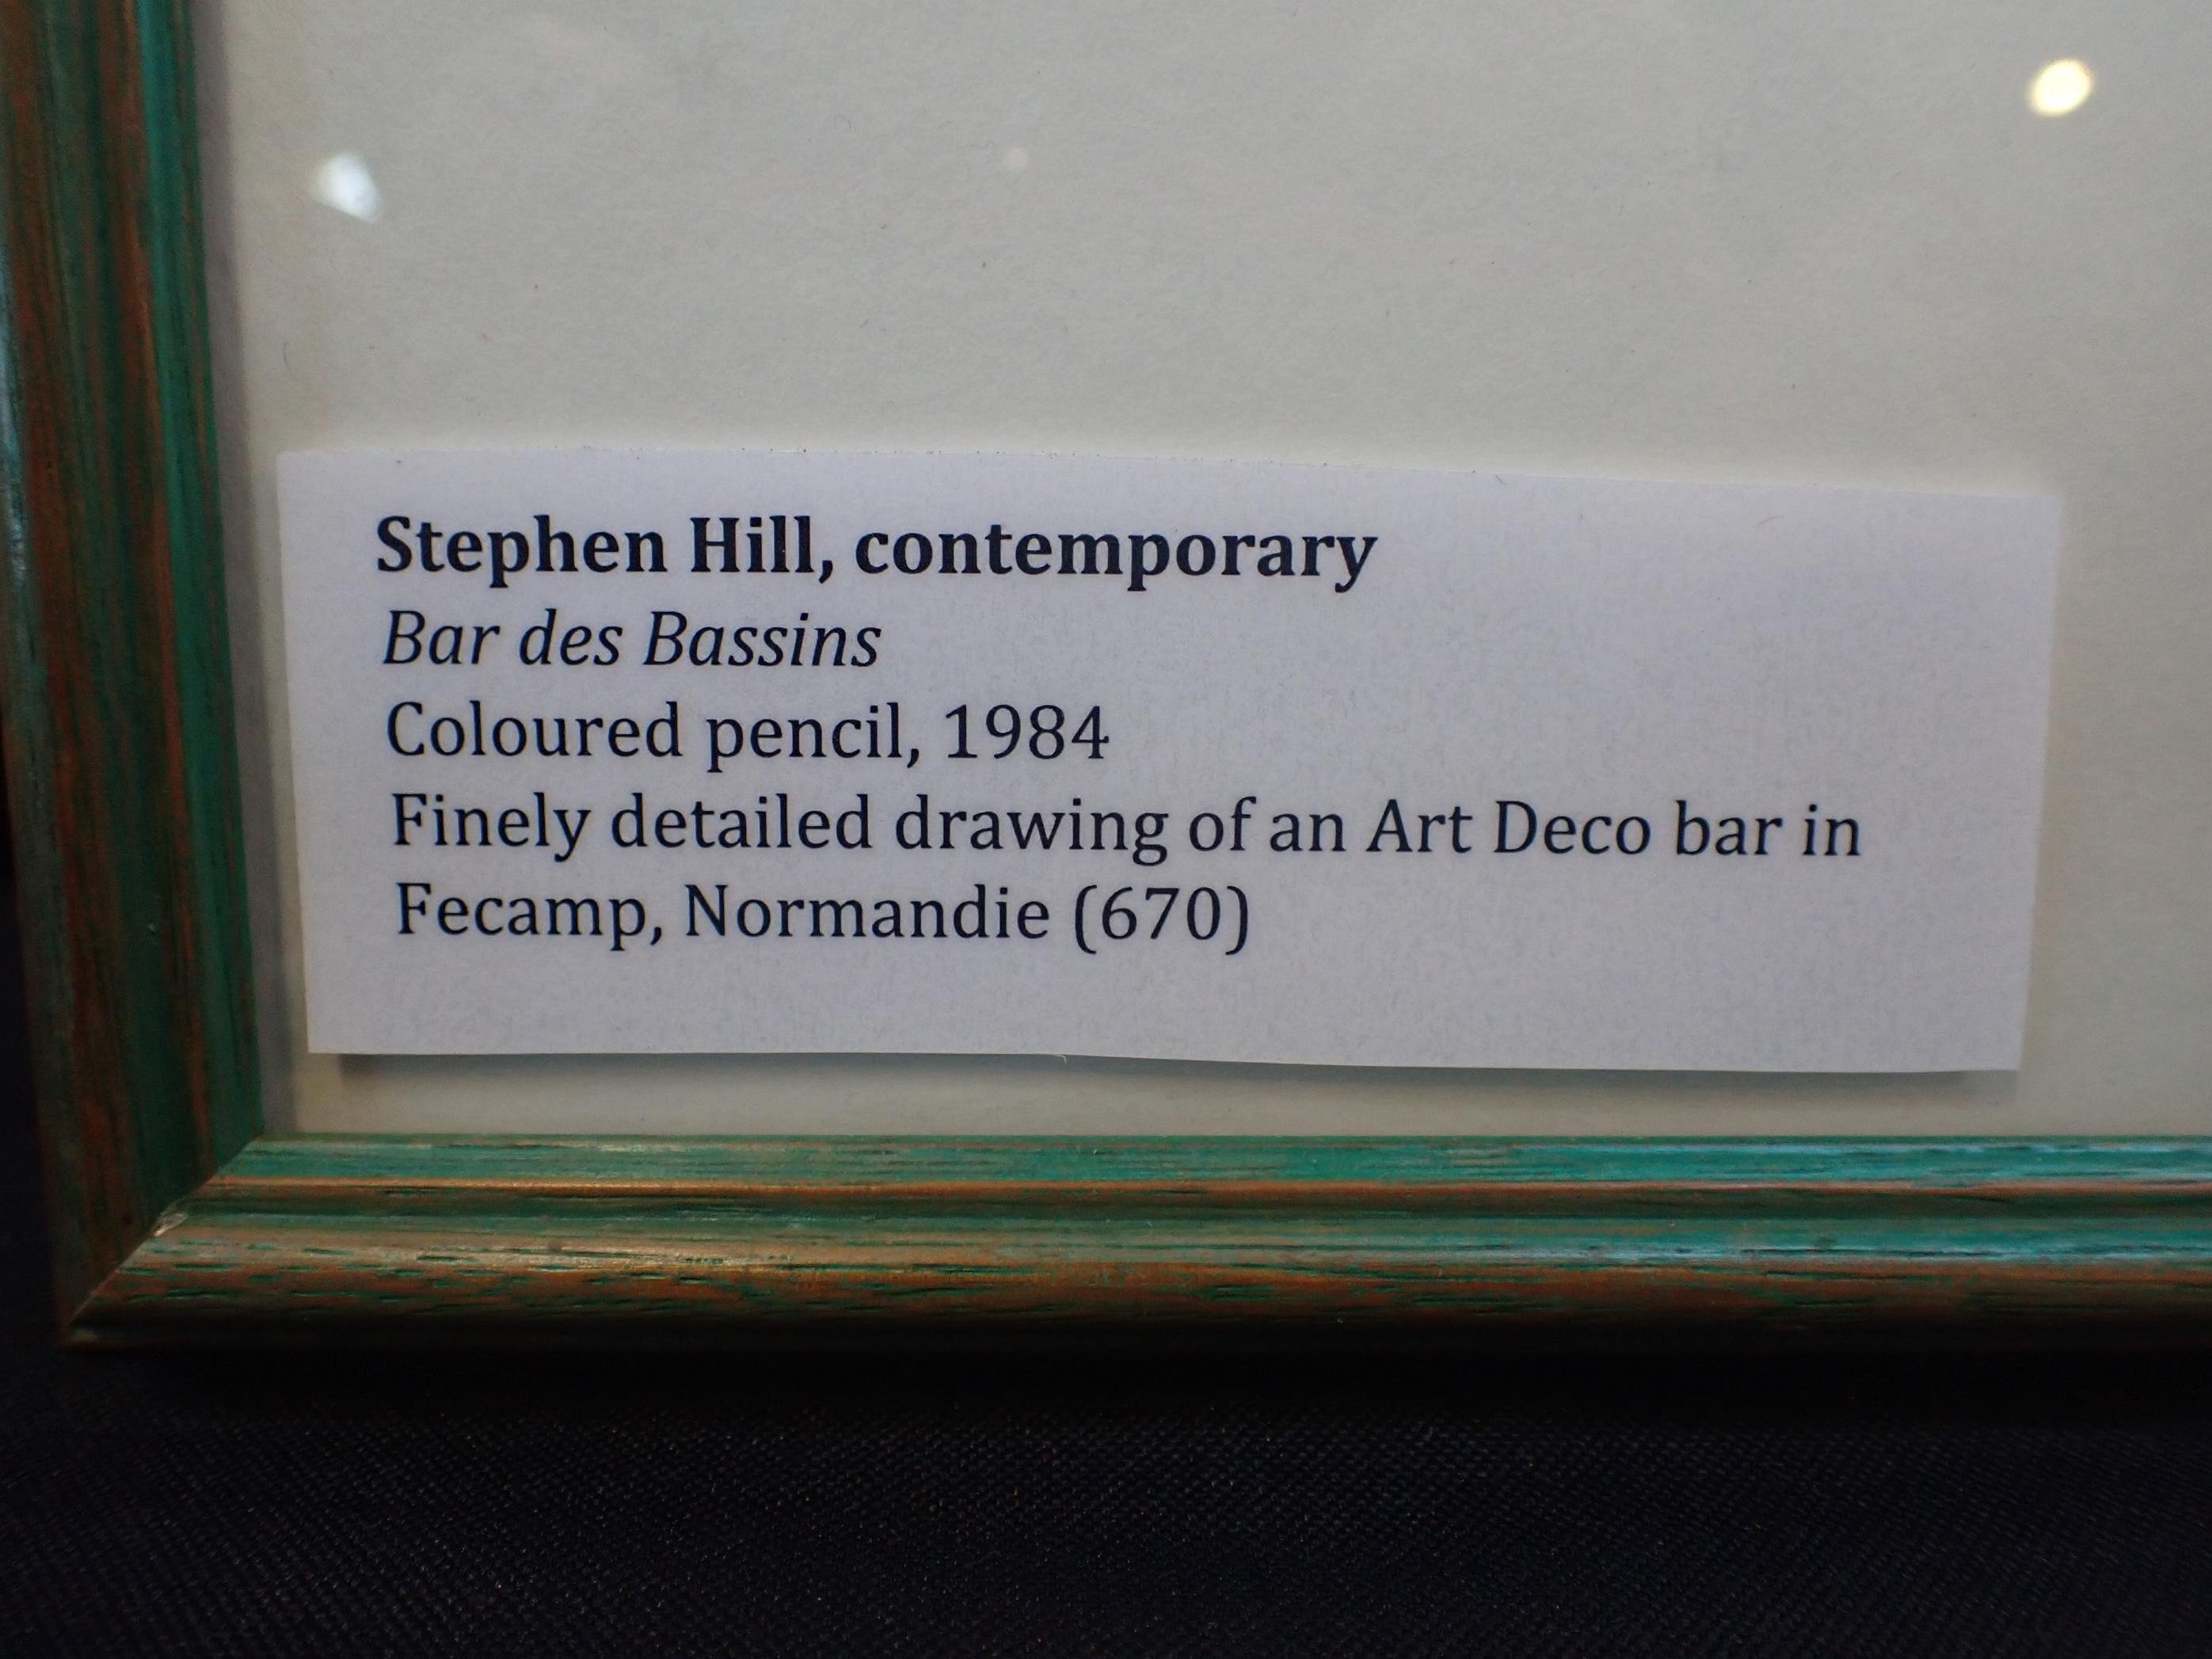 Stephen Hill, contemporary
Bar des Bassins
Coloured pencil, 1984
Finely detailed drawing of an Art Deco bar in
Fecamp, Normandie (670)